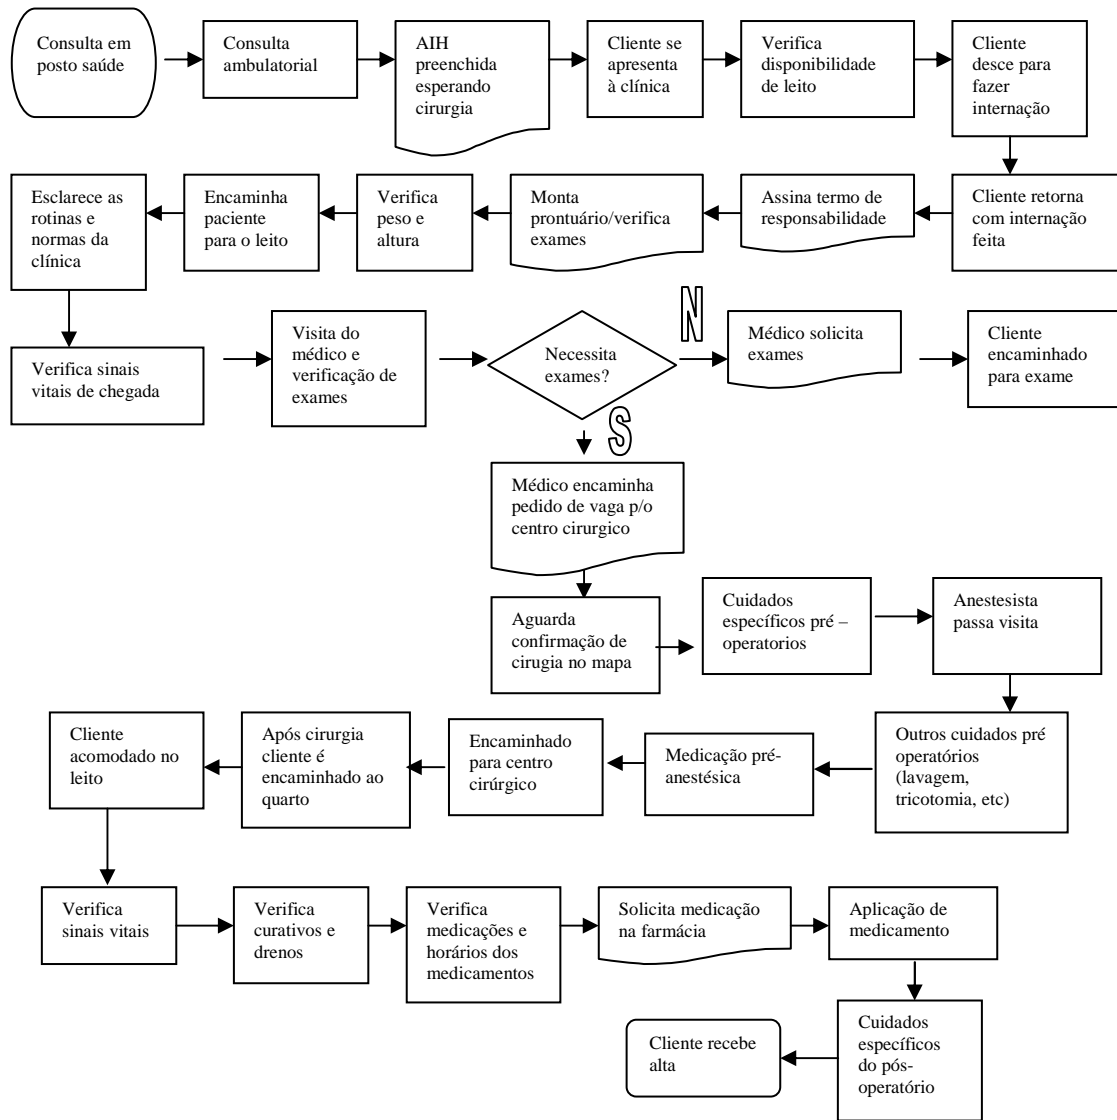 Consulta em
posto saúde
Consulta
ambulatorial
AIH
preenchida
esperando
cirurgia
Cliente se
apresenta
à clínica
Verifica
disponibilidade
de leito
Cliente
desce para
fazer
internação
Cliente retorna
com internação
feita
Assina termo de
responsabilidade
Monta
prontuário/verifica
exames
Verifica
peso e
altura
Encaminha
paciente
para o leito
Esclarece as
rotinas e
normas da
clínica
Verifica sinais
vitais de chegada
Visita do
médico e
verificação de
exames
Necessita
exames?
N
Médico solicita
exames
Cliente
encaminhado
para exame
S
Médico encaminha
pedido de vaga p/o
centro cirurgico
Aguarda
confirmação de
cirugia no mapa
Cuidados
específicos pré –
operatorios
Anestesista
passa visita
Outros cuidados pré
operatórios
(lavagem,
tricotomia, etc)
Medicação pré-
anestésica
Encaminhado
para centro
cirúrgico
Após cirurgia
cliente é
encaminhado ao
quarto
Cliente
acomodado no
leito
Verifica
sinais vitais
Verifica
curativos e
drenos
Verifica
medicações e
horários dos
medicamentos
Solicita medicação
na farmácia
Aplicação de
medicamento
Cuidados
específicos
do pós-
operatório
Cliente recebe
alta